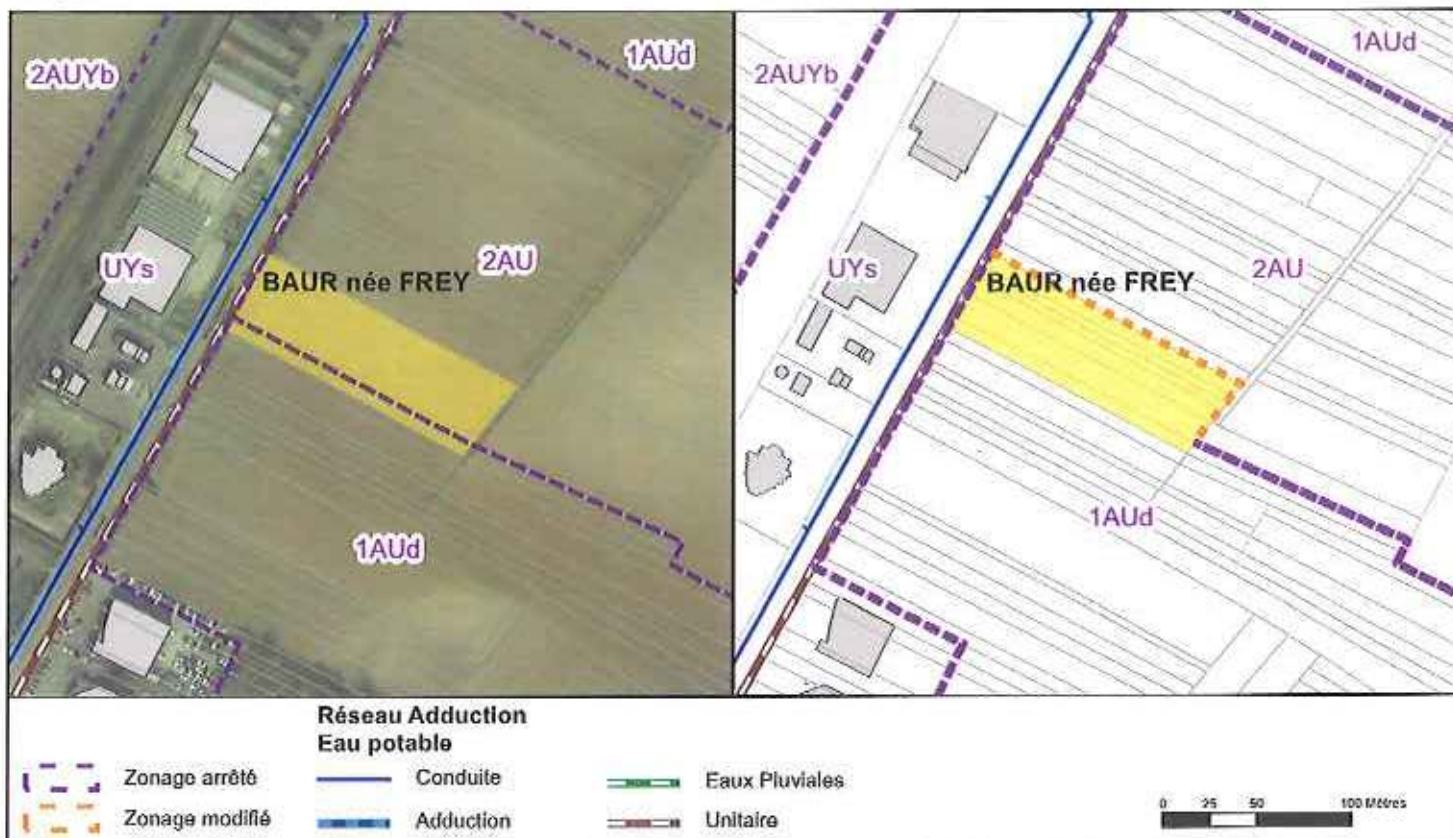 2AUYb
1AUd
UYs
2AU
BAUR née FREY
1AUd
2AUYb
1AUd
UYs
2AU
BAUR née FREY
1AUd
Réseau Adduction
Eau potable
Zonage arrêté
Conduite
Eaux Pluviales
Zonage modifié
Adduction
Unitaire
0 25 50 100 Mètres